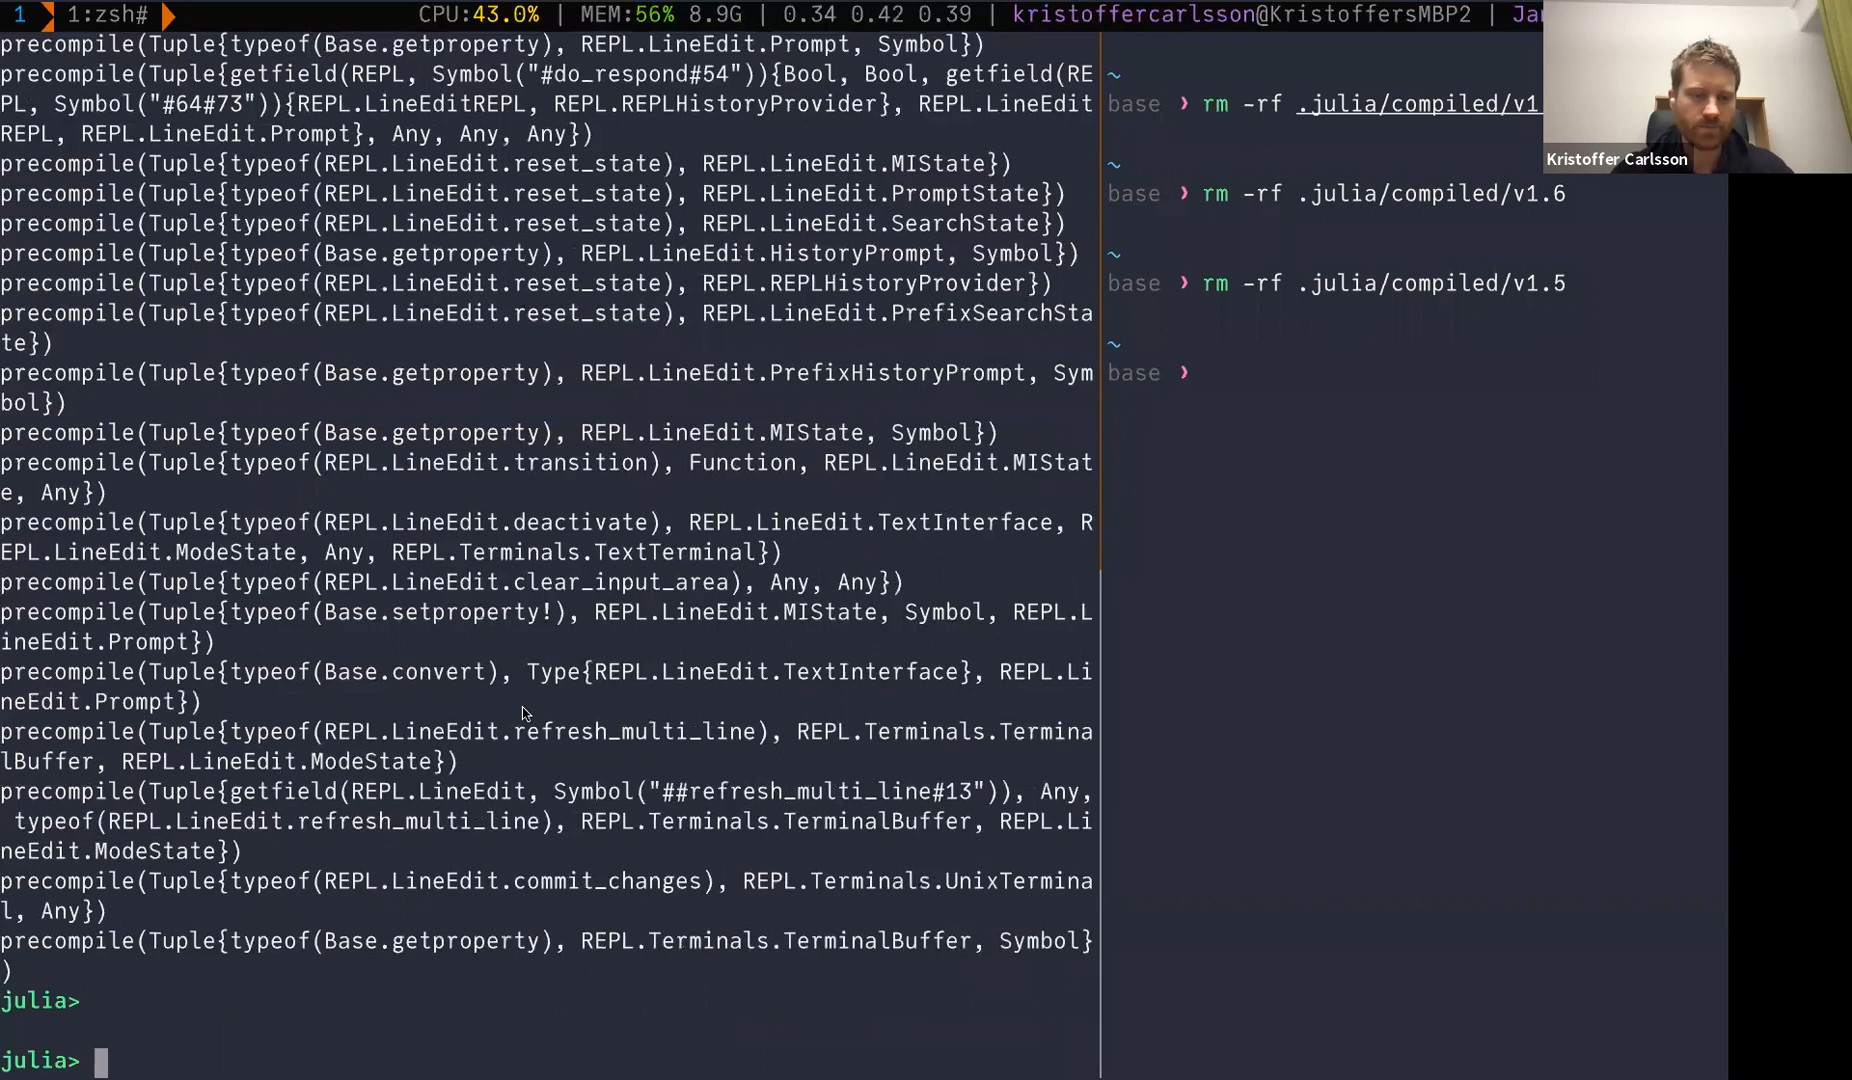 1 1:zsh# CPU:43.0% | MEM:56% 8.9G | 0.34 0.42 0.39 | kristoffercarlsson@KristoffersMBP2 |
precompile(Tuple{typeof(Base.getproperty), REPL.LineEdit.Prompt, Symbol})
precompile(Tuple{getfield(REPL, Symbol("#do_respond#54")){Bool, Bool, getfield(RE
PL, Symbol("#64#73")){REPL.LineEditREPL, REPL.REPLHistoryProvider}, REPL.LineEdit
REPL, REPL.LineEdit.Prompt}, Any, Any, Any})
precompile(Tuple{typeof(REPL.LineEdit.reset_state), REPL.LineEdit.MIState})
precompile(Tuple{typeof(REPL.LineEdit.reset_state), REPL.LineEdit.PromptState})
precompile(Tuple{typeof(REPL.LineEdit.reset_state), REPL.LineEdit.SearchState})
precompile(Tuple{typeof(Base.getproperty), REPL.LineEdit.HistoryPrompt, Symbol})
precompile(Tuple{typeof(REPL.LineEdit.reset_state), REPL.REPLHistoryProvider})
precompile(Tuple{typeof(REPL.LineEdit.reset_state), REPL.LineEdit.PrefixSearchSta
te})
precompile(Tuple{typeof(Base.getproperty), REPL.LineEdit.PrefixHistoryPrompt, Sym
bol})
precompile(Tuple{typeof(Base.getproperty), REPL.LineEdit.MIState, Symbol})
precompile(Tuple{typeof(REPL.LineEdit.transition), Function, REPL.LineEdit.MIStat
e, Any})
precompile(Tuple{typeof(REPL.LineEdit.deactivate), REPL.LineEdit.TextInterface, R
EPL.LineEdit.ModeState, Any, REPL.Terminals.TextTerminal})
precompile(Tuple{typeof(REPL.LineEdit.clear_input_area), Any, Any})
precompile(Tuple{typeof(Base.setproperty!), REPL.LineEdit.MIState, Symbol, REPL.L
ineEdit.Prompt})
precompile(Tuple{typeof(Base.convert), Type{REPL.LineEdit.TextInterface}, REPL.Li
neEdit.Prompt})
precompile(Tuple{typeof(REPL.LineEdit.refresh_multi_line), REPL.Terminals.Termina
lBuffer, REPL.LineEdit.ModeState})
precompile(Tuple{getfield(REPL.LineEdit, Symbol("##refresh_multi_line#13")), Any,
 typeof(REPL.LineEdit.refresh_multi_line), REPL.Terminals.TerminalBuffer, REPL.Li
neEdit.ModeState})
precompile(Tuple{typeof(REPL.LineEdit.commit_changes), REPL.Terminals.UnixTermina
l, Any})
precompile(Tuple{typeof(Base.getproperty), REPL.Terminals.TerminalBuffer, Symbol}
)
julia>
julia>
~
base ❯ rm -rf .julia/compiled/v1
~
base ❯ rm -rf .julia/compiled/v1.6
~
base ❯ rm -rf .julia/compiled/v1.5
~
base ❯
Kristoffer Carlsson